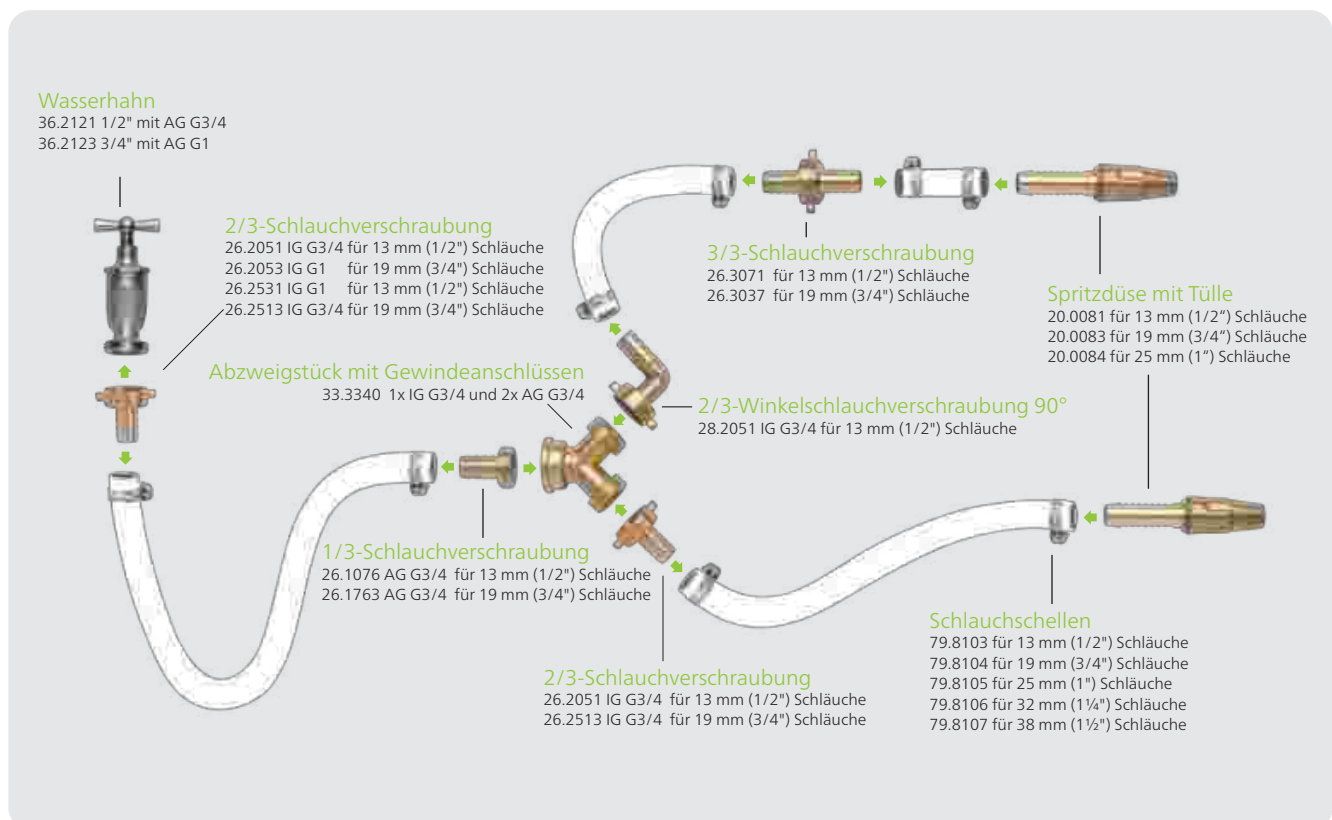 Wasserhahn
36.2121 1/2" mit AG G3/4
36.2123 3/4" mit AG G1
2/3-Schlauchverschraubung
26.2051 IG G3/4 für 13 mm (1/2") Schläuche
26.2053 IG G1 für 19 mm (3/4") Schläuche
26.2531 IG G1 für 13 mm (1/2") Schläuche
26.2513 IG G3/4 für 19 mm (3/4") Schläuche
3/3-Schlauchverschraubung
26.3071 für 13 mm (1/2") Schläuche
26.3037 für 19 mm (3/4") Schläuche
Spritzdüse mit Tülle
20.0081 für 13 mm (1/2“) Schläuche
20.0083 für 19 mm (3/4“) Schläuche
20.0084 für 25 mm (1“) Schläuche
Abzweigstück mit Gewindeanschlüssen
33.3340 1x IG G3/4 und 2x AG G3/4
2/3-Winkelschlauchverschraubung 90°
28.2051 IG G3/4 für 13 mm (1/2") Schläuche
1/3-Schlauchverschraubung
26.1076 AG G3/4 für 13 mm (1/2") Schläuche
26.1763 AG G3/4 für 19 mm (3/4") Schläuche
2/3-Schlauchverschraubung
26.2051 IG G3/4 für 13 mm (1/2") Schläuche
26.2513 IG G3/4 für 19 mm (3/4") Schläuche
Schlauchschellen
79.8103 für 13 mm (1/2") Schläuche
79.8104 für 19 mm (3/4") Schläuche
79.8105 für 25 mm (1") Schläuche
79.8106 für 32 mm (1¼") Schläuche
79.8107 für 38 mm (1½") Schläuche